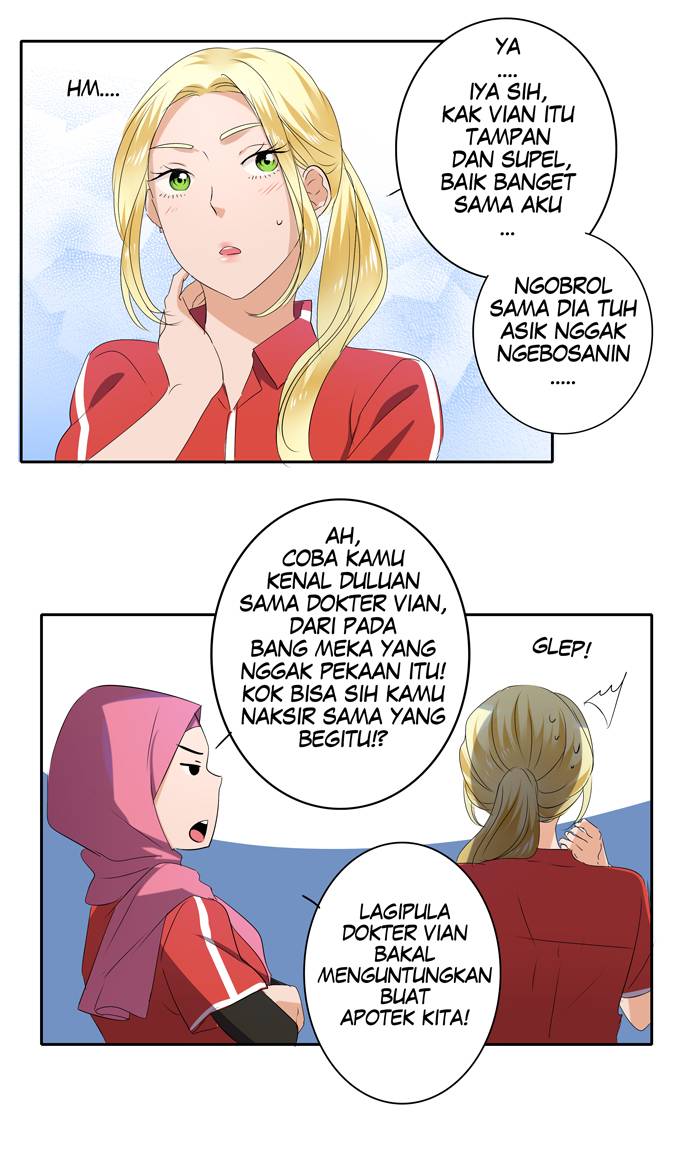 HM....
YA
....
IYA SIH,
KAK VIAN ITU
TAMPAN
DAN SUPEL,
BAIK BANGET
SAMA AKU
...
NGOBROL
SAMA DIA TUH
ASIK NGGAK
NGEBOSANIN
.....
AH,
COBA KAMU
KENAL DULUAN
SAMA DOKTER VIAN,
DARI PADA
BANG MEKA YANG
NGGAK PEKAAN ITU!
KOK BISA SIH KAMU
NAKSIR SAMA YANG
BEGITU!?
GLEP!
LAGIPULA
DOKTER VIAN
BAKAL
MENGUNTUNGKAN
BUAT
APOTEK KITA!